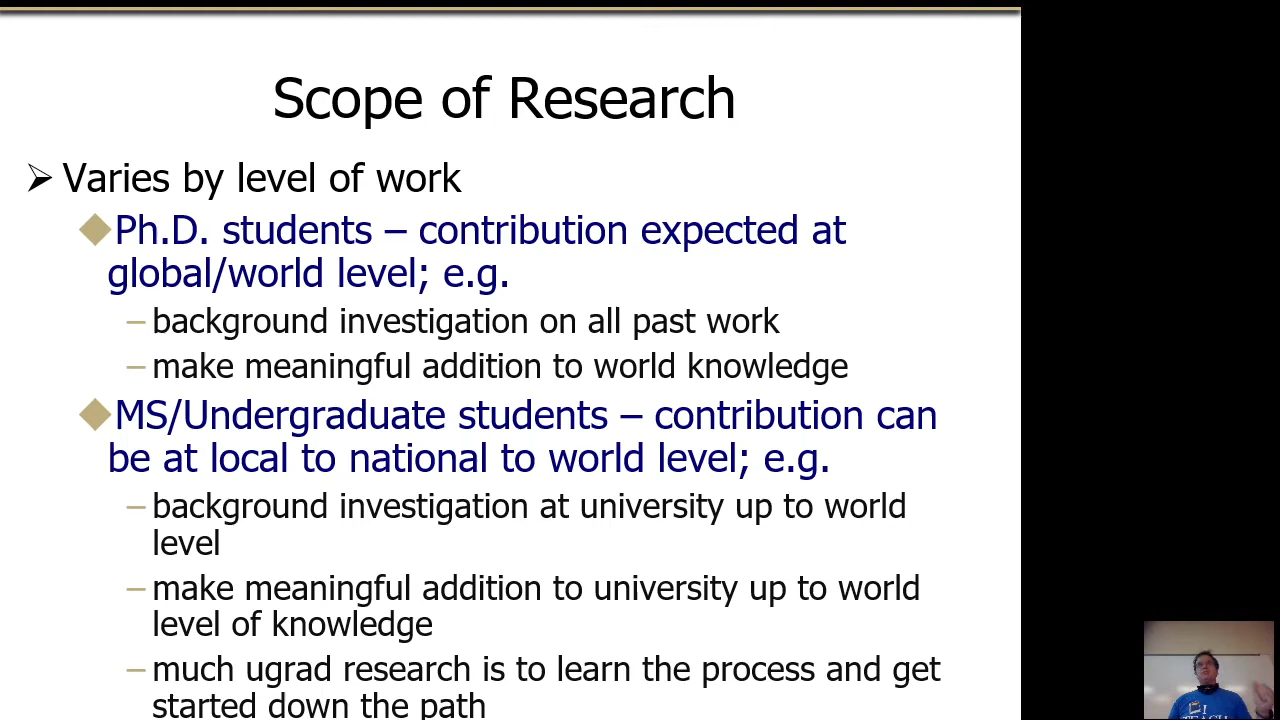 Scope of Research
Varies by level of work
Ph.D. students – contribution expected at
global/world level; e.g.
– background investigation on all past work
– make meaningful addition to world knowledge
MS/Undergraduate students – contribution can
be at local to national to world level; e.g.
– background investigation at university up to world
level
– make meaningful addition to university up to world
level of knowledge
– much ugrad research is to learn the process and get
started down the path
I
TEACH